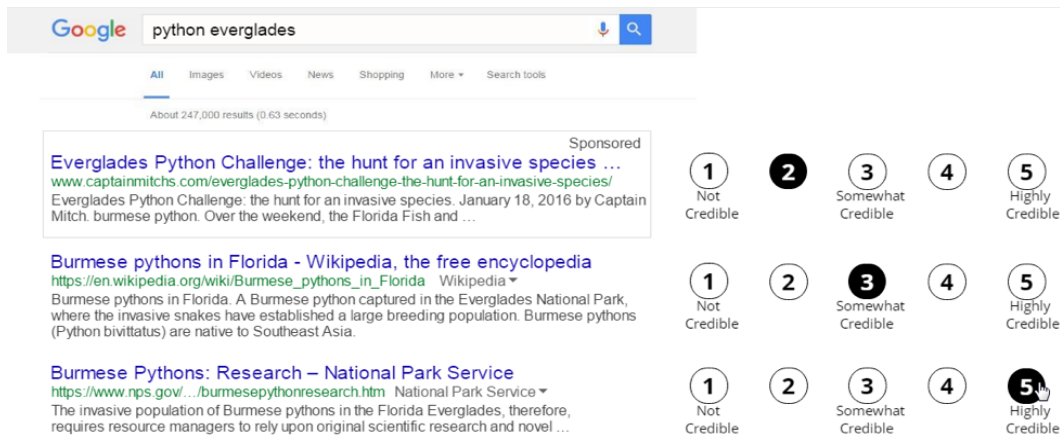 Google python everglades
All Images Videos News Shopping More Search tools
About 247,000 results (0.63 seconds)
Sponsored
Everglades Python Challenge: the hunt for an invasive species ...
www.captainmitchs.com/everglades-python-challenge-the-hunt-for-an-invasive-species/
Everglades Python Challenge: the hunt for an invasive species. January 18, 2016 by Captain
Mitch. burmese python. Over the weekend, the Florida Fish and ...
1 2 3 4 5
Not Credible Somewhat Credible Highly Credible
Burmese pythons in Florida - Wikipedia, the free encyclopedia
https://en.wikipedia.org/wiki/Burmese_pythons_in_Florida Wikipedia
Burmese pythons in Florida. A Burmese python captured in the Everglades National Park,
where the invasive snakes have established a large breeding population. Burmese pythons
(Python bivittatus) are native to Southeast Asia.
1 2 3 4 5
Not Credible Somewhat Credible Highly Credible
Burmese Pythons: Research – National Park Service
https://www.nps.gov/.../burmesepythonresearch.htm National Park Service
The invasive population of Burmese pythons in the Florida Everglades, therefore,
requires resource managers to rely upon original scientific research and novel ...
1 2 3 4 5
Not Credible Somewhat Credible Highly Credible